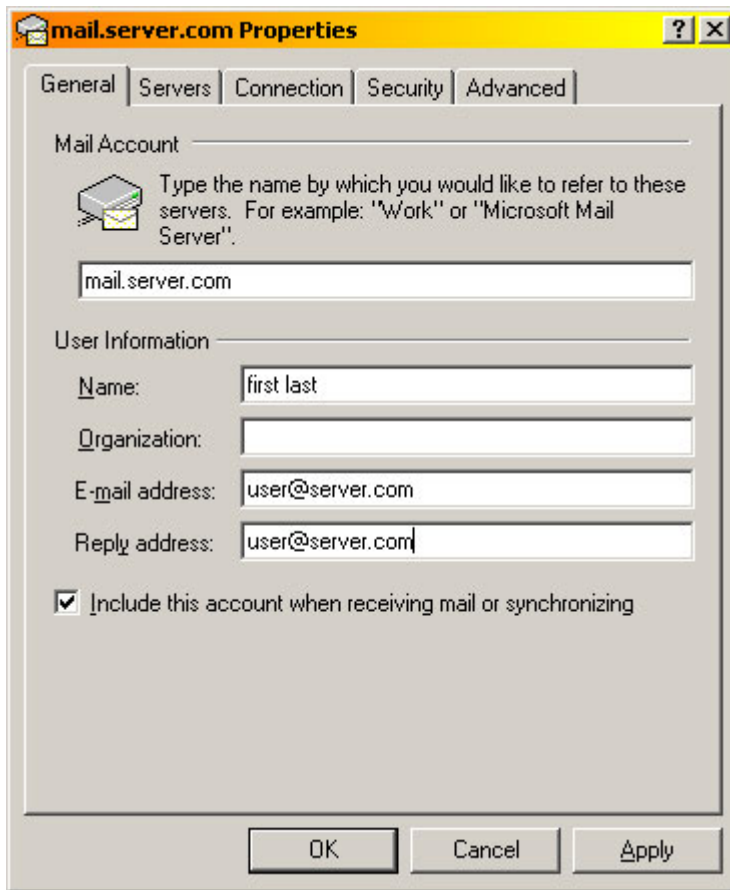 mail.server.com Properties
General Servers Connection Security Advanced
Mail Account
Type the name by which you would like to refer to these
servers. For example: "Work" or "Microsoft Mail
Server".
mail.server.com
User Information
Name: first last
Organization:
E-mail address: user@server.com
Reply address: user@server.com
Include this account when receiving mail or synchronizing
OK Cancel Apply